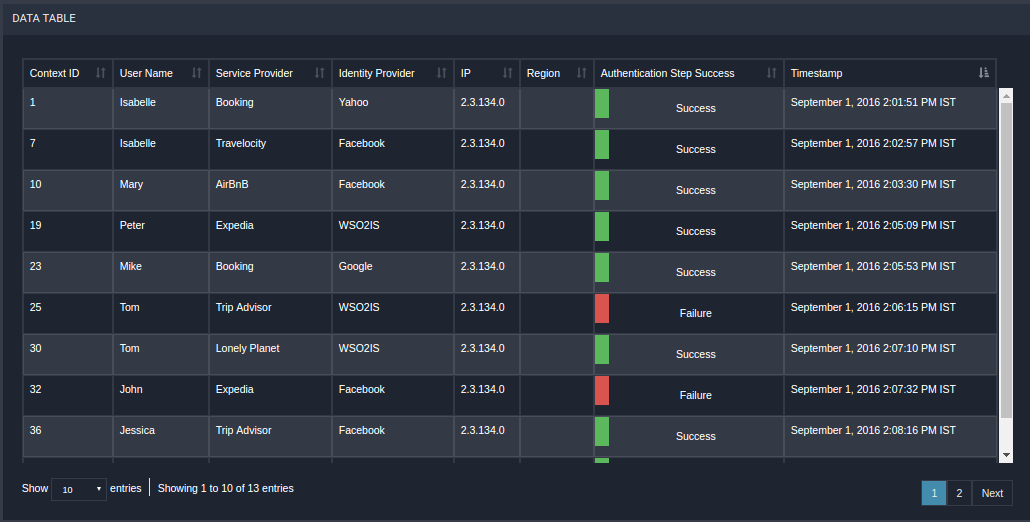 DATA TABLE
Context ID User Name Service Provider Identity Provider IP Region Authentication Step Success Timestamp
1 Isabelle Booking Yahoo 2.3.134.0 Success September 1, 2016 2:01:51 PM IST
7 Isabelle Travelocity Facebook 2.3.134.0 Success September 1, 2016 2:02:57 PM IST
10 Mary AirBnB Facebook 2.3.134.0 Success September 1, 2016 2:03:30 PM IST
19 Peter Expedia WSO2IS 2.3.134.0 Success September 1, 2016 2:05:09 PM IST
23 Mike Booking Google 2.3.134.0 Success September 1, 2016 2:05:53 PM IST
25 Tom Trip Advisor WSO2IS 2.3.134.0 Failure September 1, 2016 2:06:15 PM IST
30 Tom Lonely Planet WSO2IS 2.3.134.0 Success September 1, 2016 2:07:10 PM IST
32 John Expedia Facebook 2.3.134.0 Failure September 1, 2016 2:07:32 PM IST
36 Jessica Trip Advisor Facebook 2.3.134.0 Success September 1, 2016 2:08:16 PM IST
Show 10 entries Showing 1 to 10 of 13 entries 1 2 Next